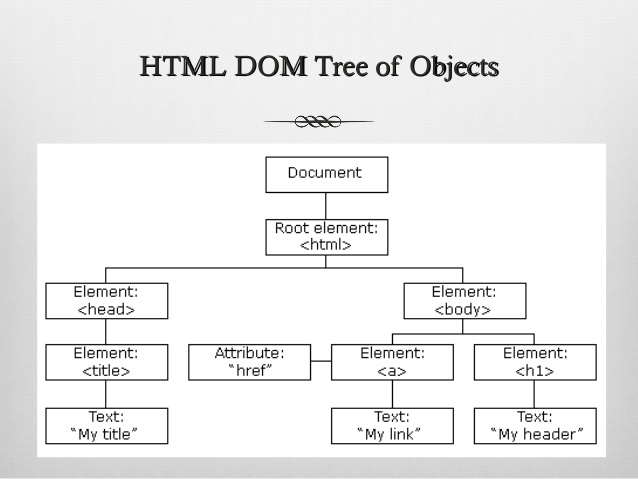 HTML DOM Tree of Objects
Document
Root element:
<html>
Element:
<head>
Element:
<body>
Element:
<title>
Attribute:
“href”
Element:
<a>
Element:
<h1>
Text:
“My title”
Text:
“My link”
Text:
“My header”